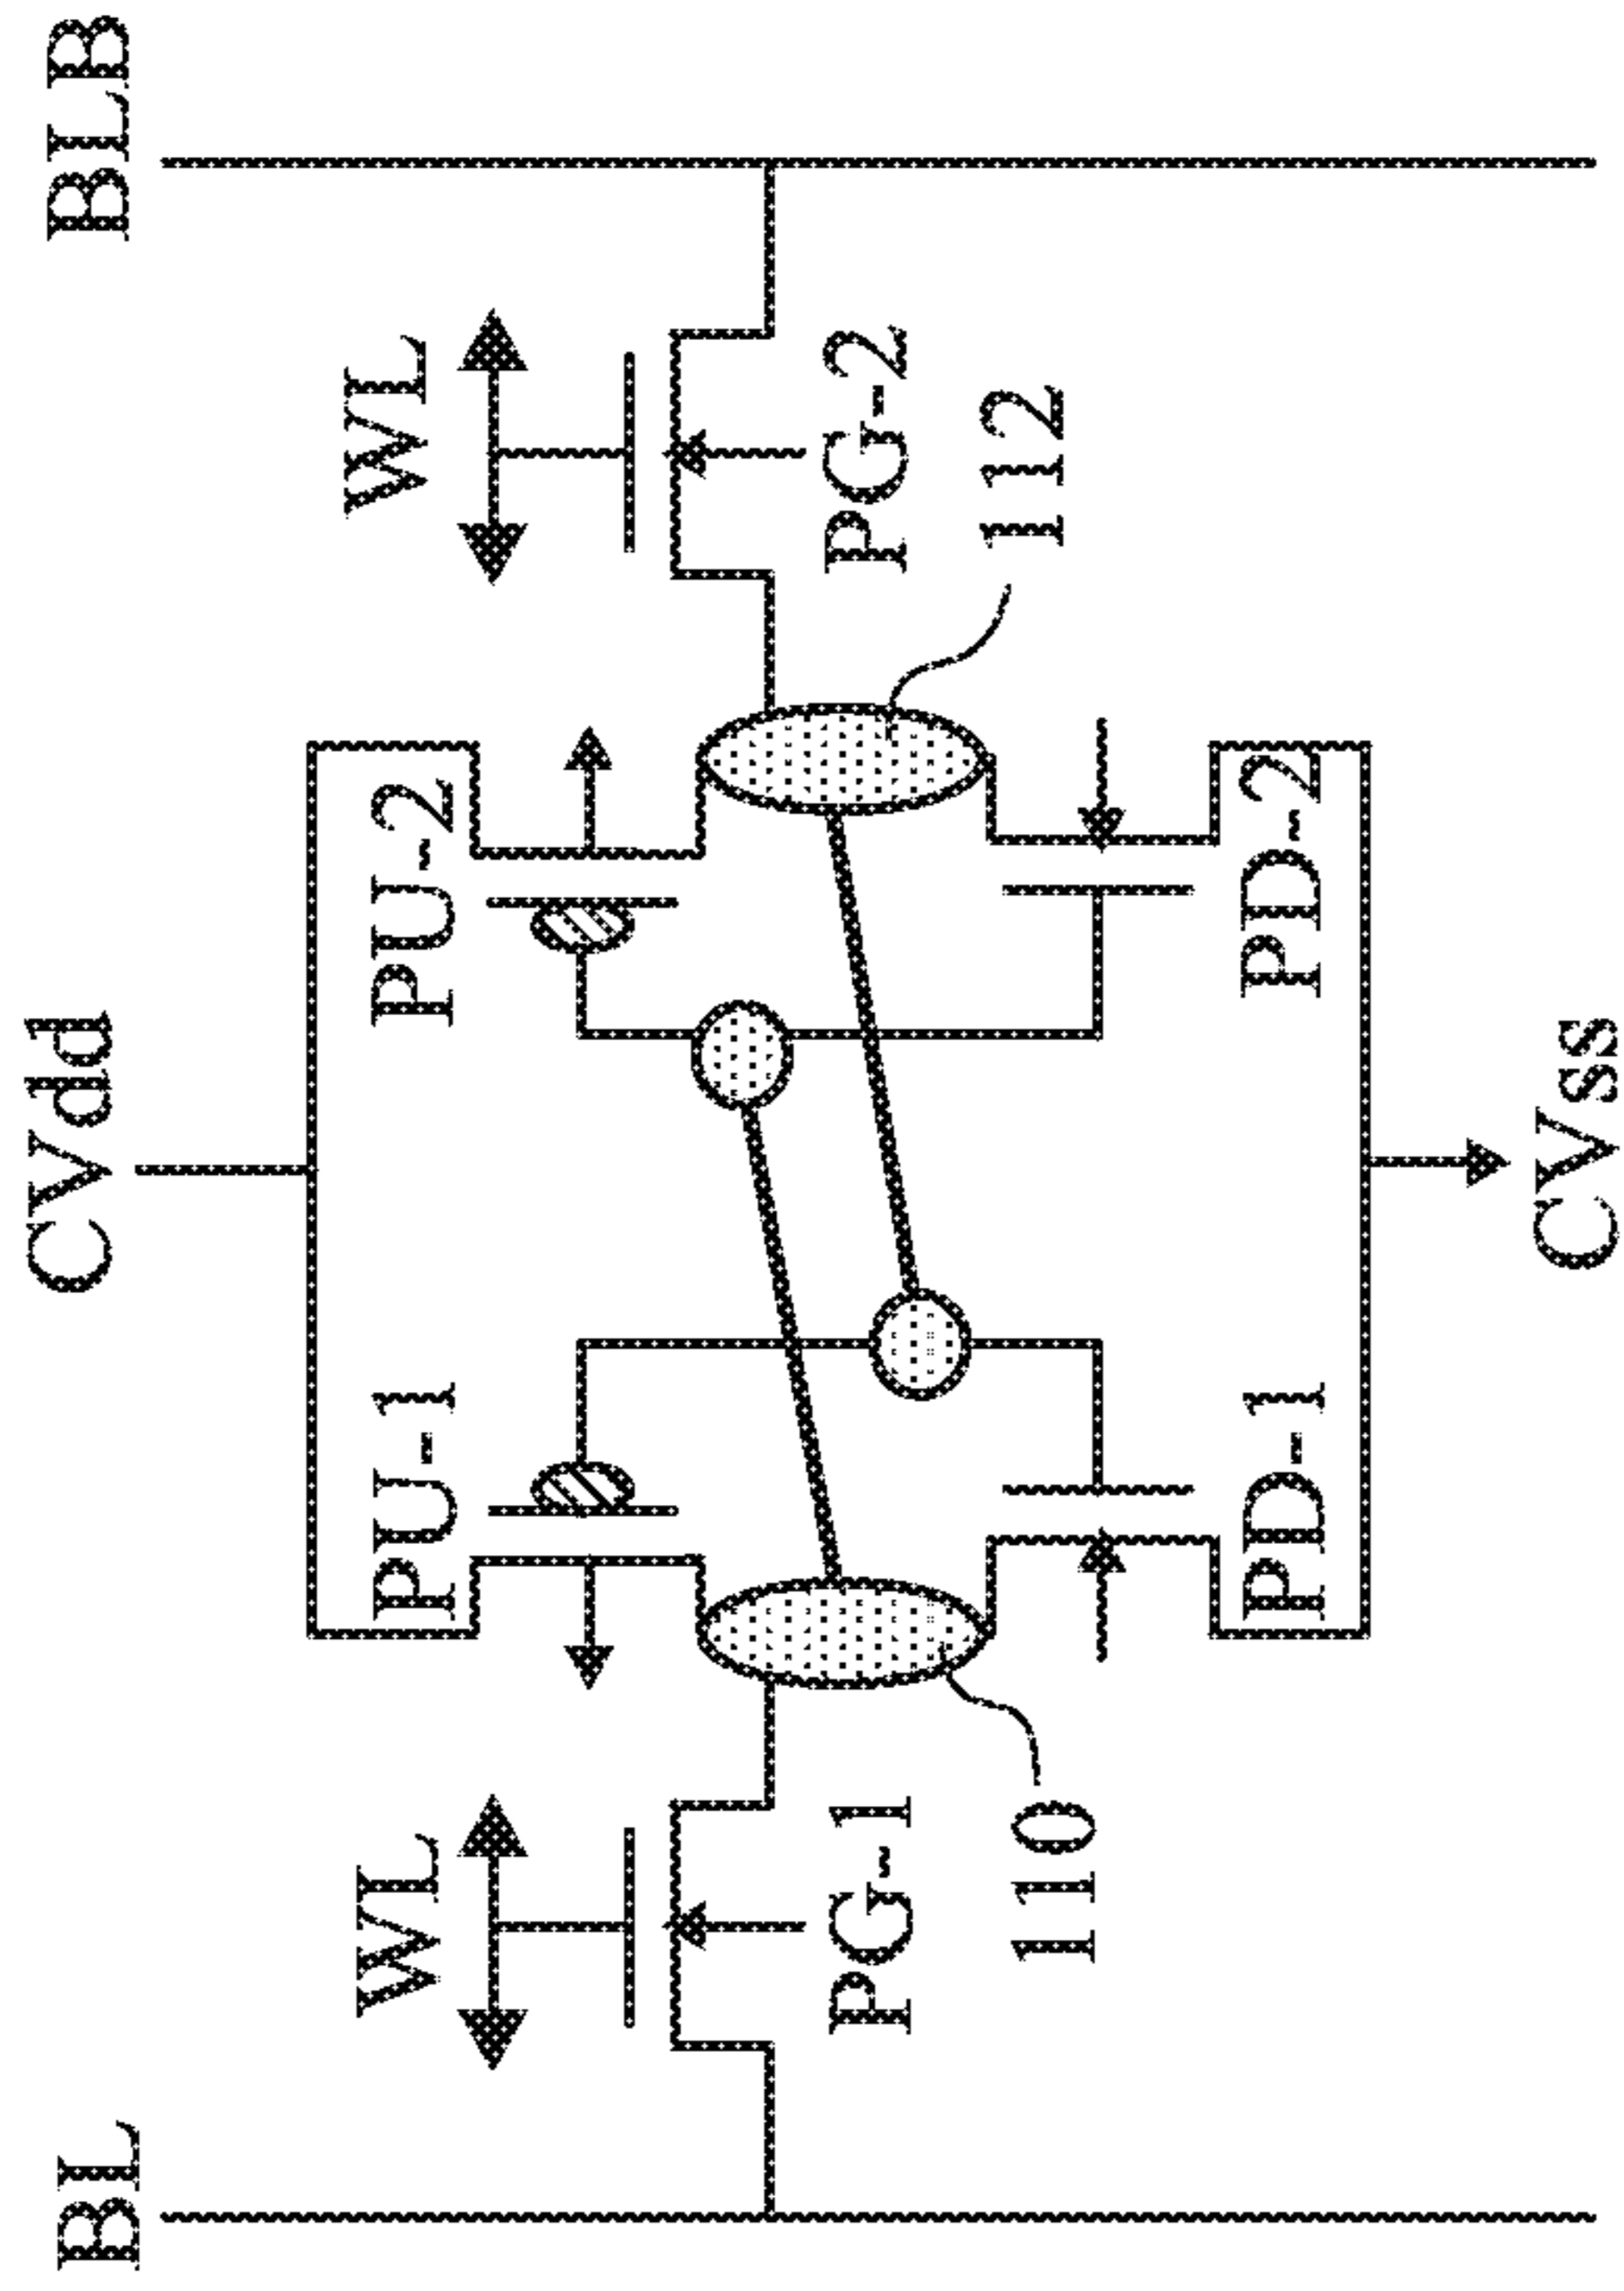 CVdd
BL
BLB
WL
WL
PU-1
PU-2
PG-1
PG-2
110
112
PD-1
PD-2
CVss